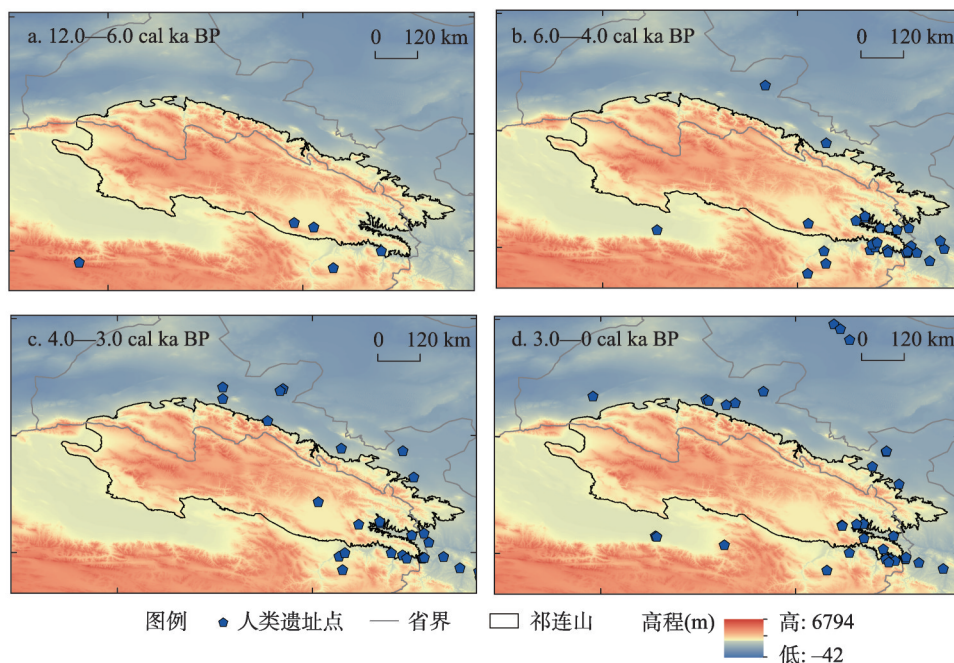 a. 12.0—6.0 cal ka BP
0 120 km
b. 6.0—4.0 cal ka BP
0 120 km
c. 4.0—3.0 cal ka BP
0 120 km
d. 3.0—0 cal ka BP
0 120 km
图例 人类遗址点 省界 祁连山 高程(m) 高: 6794
低: –42